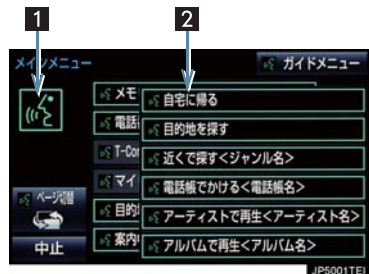 1
2
メインメニュー
ガイドメニュー
メモ
自宅に帰る
電話
目的地を探す
T-Con
近くで探す<ジャンル名>
マイ
電話帳でかける<電話帳名>
ページ切替
目的
アーティストで再生<アーティスト名>
中止
案内
アルバムで再生<アルバム名>
JP5001TEI